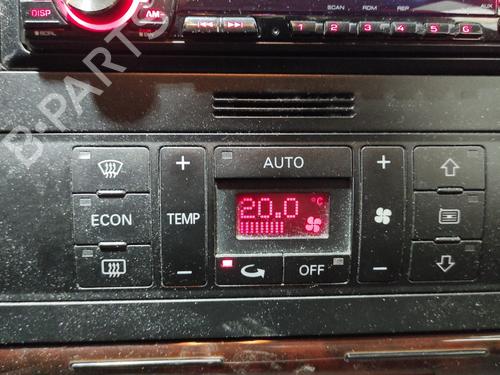 DISP
AM
SCAN RDM REP AUX
SCRL
1 2 3 4 5 6
B-PARTS
AUTO
+ +
20.0 °C
ECON TEMP
- -
OFF